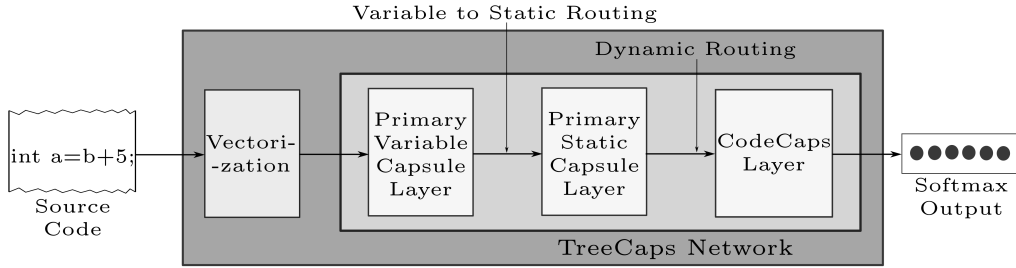 Variable to Static Routing
Dynamic Routing
int a=b+5;
Source
Code
Vectori-
-zation
Primary
Variable
Capsule
Layer
Primary
Static
Capsule
Layer
CodeCaps
Layer
Softmax
Output
TreeCaps Network